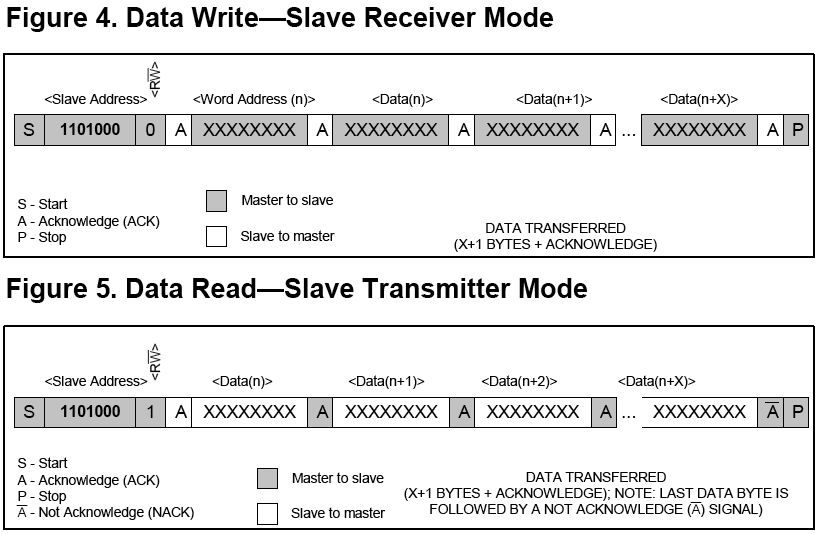 Figure 4. Data Write—Slave Receiver Mode
<Slave Address> <RW̅> <Word Address (n)> <Data(n)> <Data(n+1)> <Data(n+X)>
S 1101000 0 A XXXXXXXX A XXXXXXXX A XXXXXXXX A ... XXXXXXXX A P
S - Start
A - Acknowledge (ACK)
P - Stop
Master to slave
Slave to master
DATA TRANSFERRED
(X+1 BYTES + ACKNOWLEDGE)
Figure 5. Data Read—Slave Transmitter Mode
<Slave Address> <RW̅> <Data(n)> <Data(n+1)> <Data(n+2)> <Data(n+X)>
S 1101000 1 A XXXXXXXX A XXXXXXXX A XXXXXXXX A ... XXXXXXXX A̅ P
S - Start
A - Acknowledge (ACK)
P - Stop
A̅ - Not Acknowledge (NACK)
Master to slave
Slave to master
DATA TRANSFERRED
(X+1 BYTES + ACKNOWLEDGE); NOTE: LAST DATA BYTE IS
FOLLOWED BY A NOT ACKNOWLEDGE (A̅) SIGNAL)